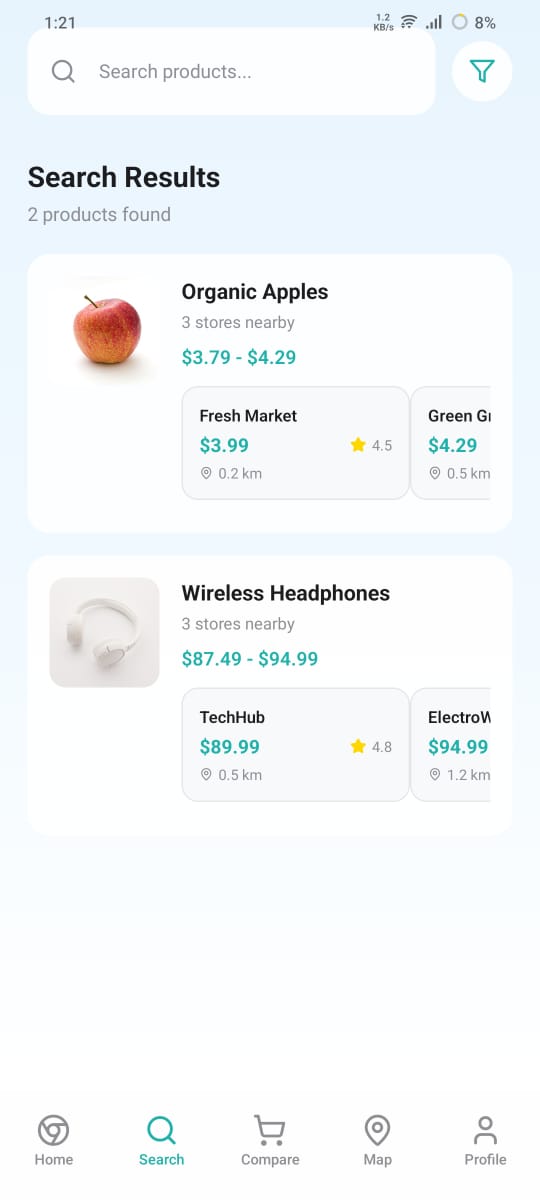 1:21
1.2
KB/s
8%
Search products...
Search Results
2 products found
Organic Apples
3 stores nearby
$3.79 - $4.29
Fresh Market
$3.99
4.5
0.2 km
Green Gr
$4.29
0.5 km
Wireless Headphones
3 stores nearby
$87.49 - $94.99
TechHub
$89.99
4.8
0.5 km
ElectroW
$94.99
1.2 km
Home
Search
Compare
Map
Profile